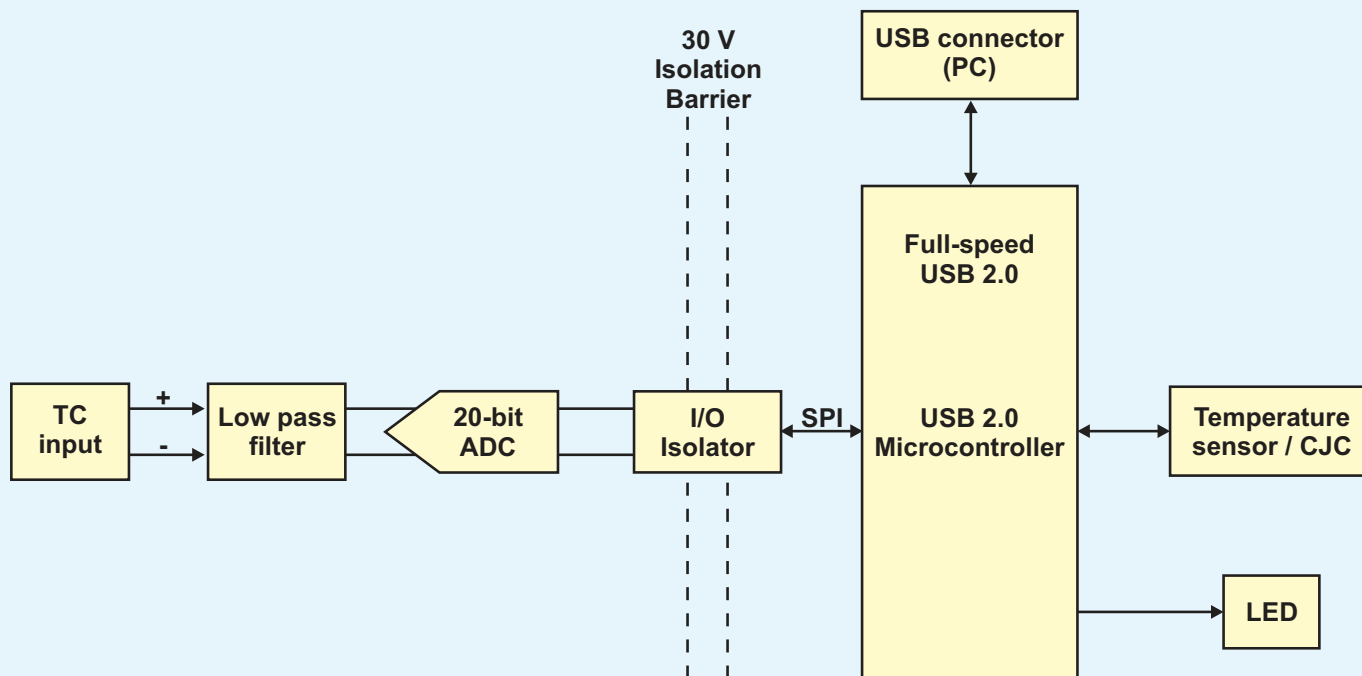 30 V
Isolation
Barrier
USB connector
(PC)
Full-speed
USB 2.0
TC
input
+
-
Low pass
filter
20-bit
ADC
I/O
Isolator
SPI
USB 2.0
Microcontroller
Temperature
sensor / CJC
LED